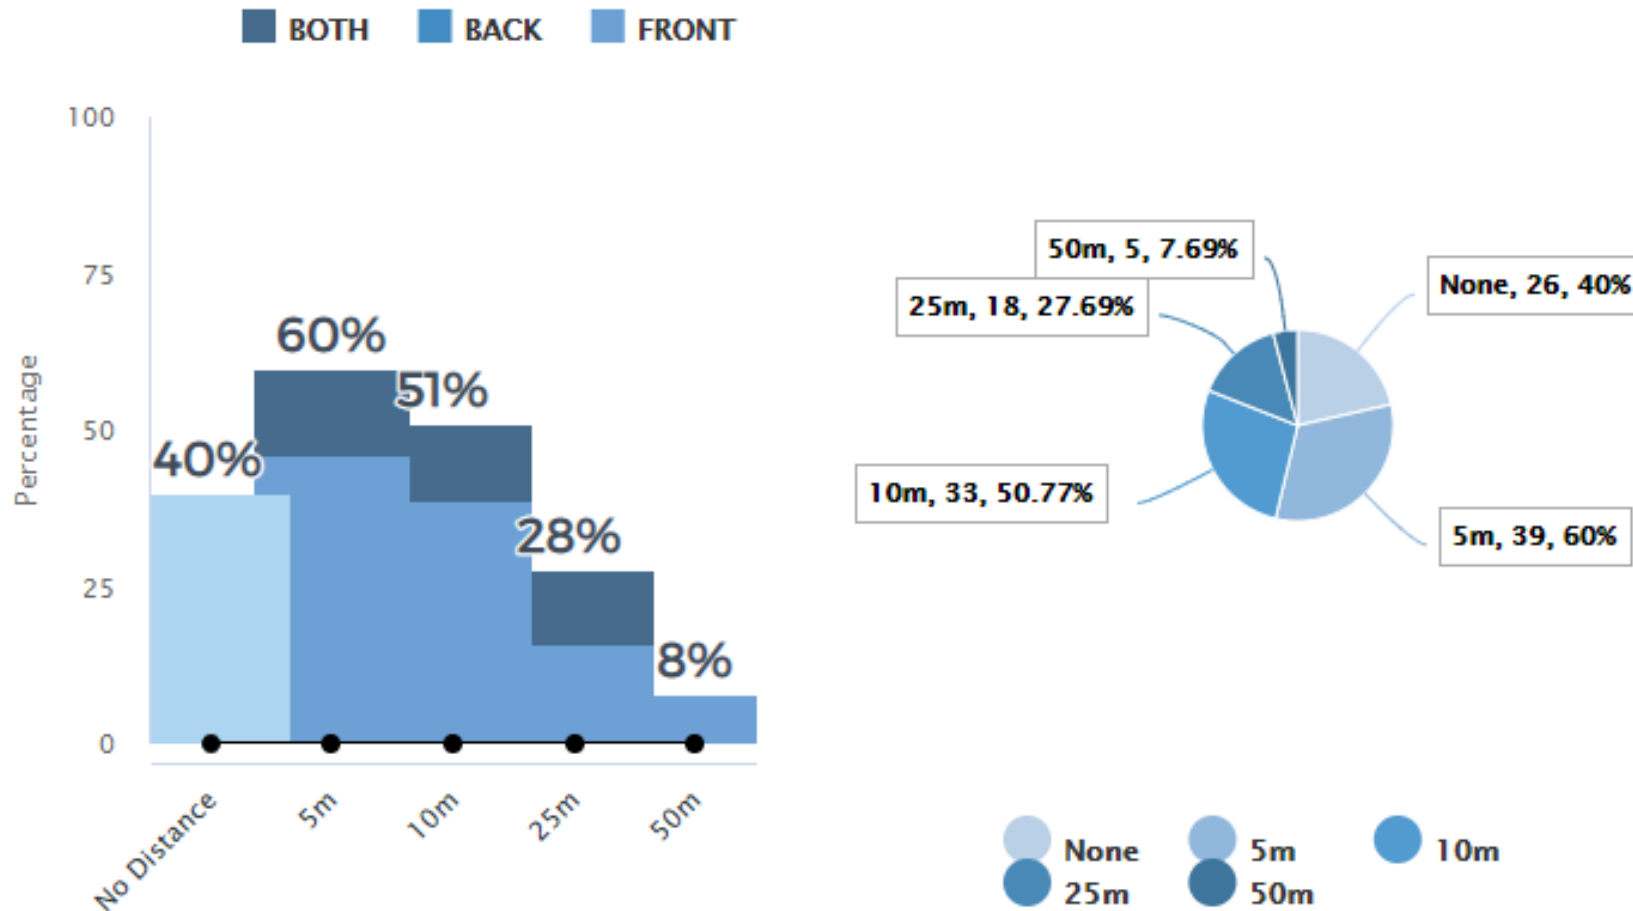 BOTH BACK FRONT
100
75
50
25
0
Percentage
40%
60%
51%
28%
8%
No Distance
5m
10m
25m
50m
50m, 5, 7.69%
25m, 18, 27.69%
None, 26, 40%
10m, 33, 50.77%
5m, 39, 60%
None 5m 10m
25m 50m